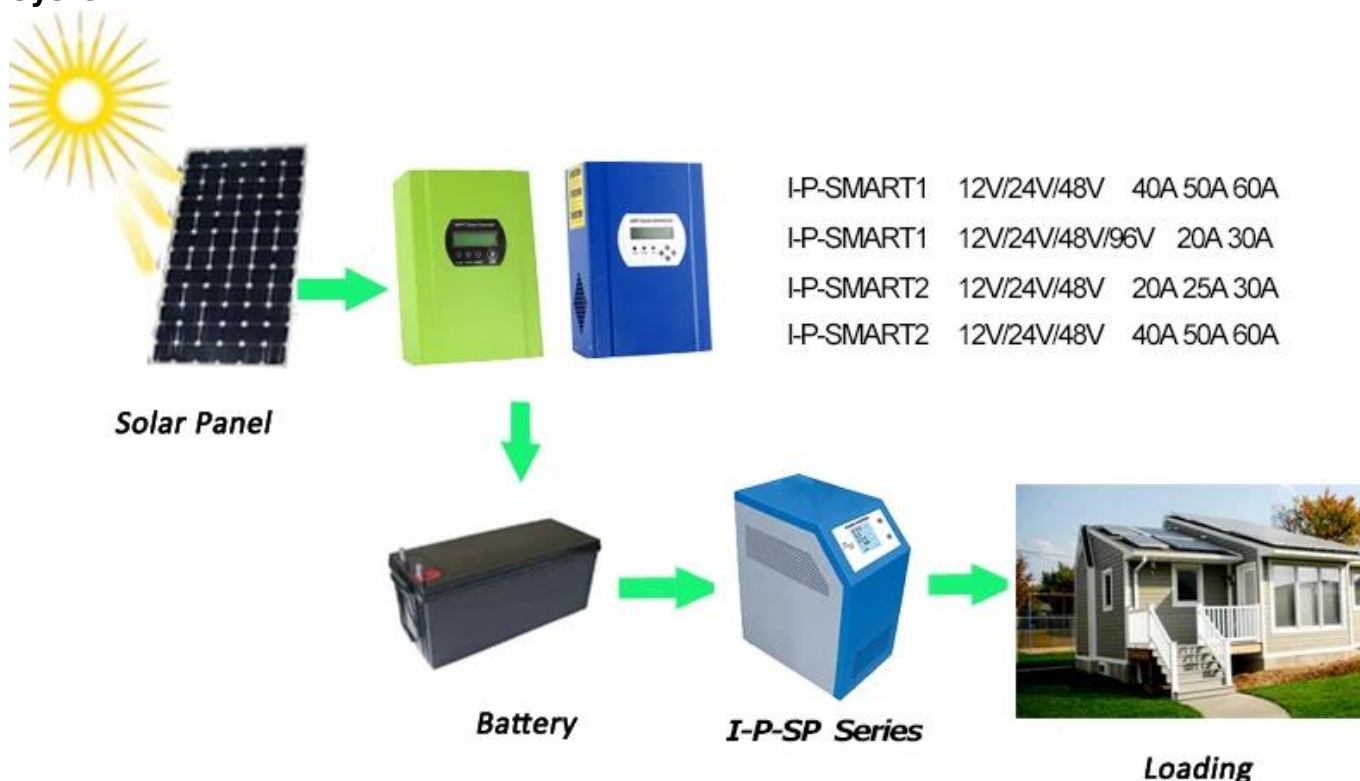 I-P-SMART1 12V/24V/48V 40A 50A 60A
I-P-SMART1 12V/24V/48V/96V 20A 30A
I-P-SMART2 12V/24V/48V 20A 25A 30A
I-P-SMART2 12V/24V/48V 40A 50A 60A
Solar Panel
Battery
I-P-SP Series
Loading